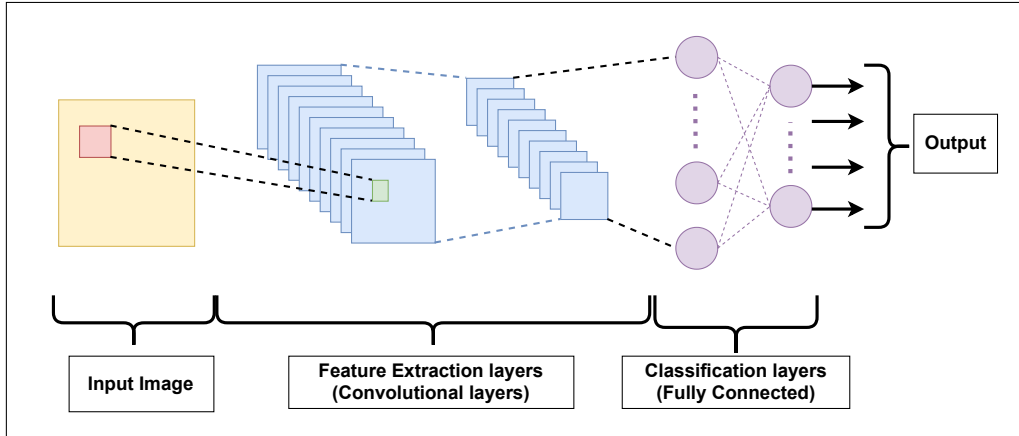 Output
Input Image
Feature Extraction layers
(Convolutional layers)
Classification layers
(Fully Connected)